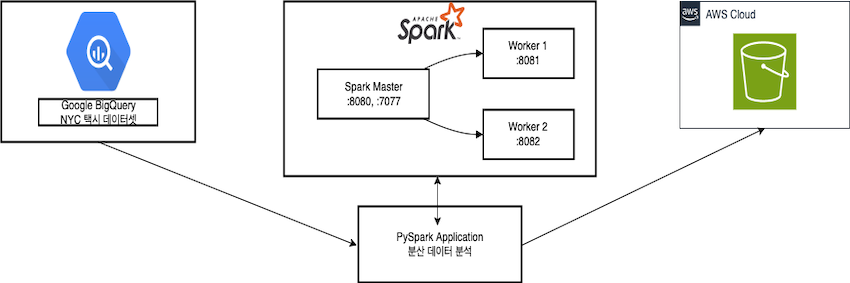 Google BigQuery
NYC 택시 데이터셋
APACHE
Spark
Spark Master
:8080, :7077
Worker 1
:8081
Worker 2
:8082
aws
AWS Cloud
PySpark Application
분산 데이터 분석